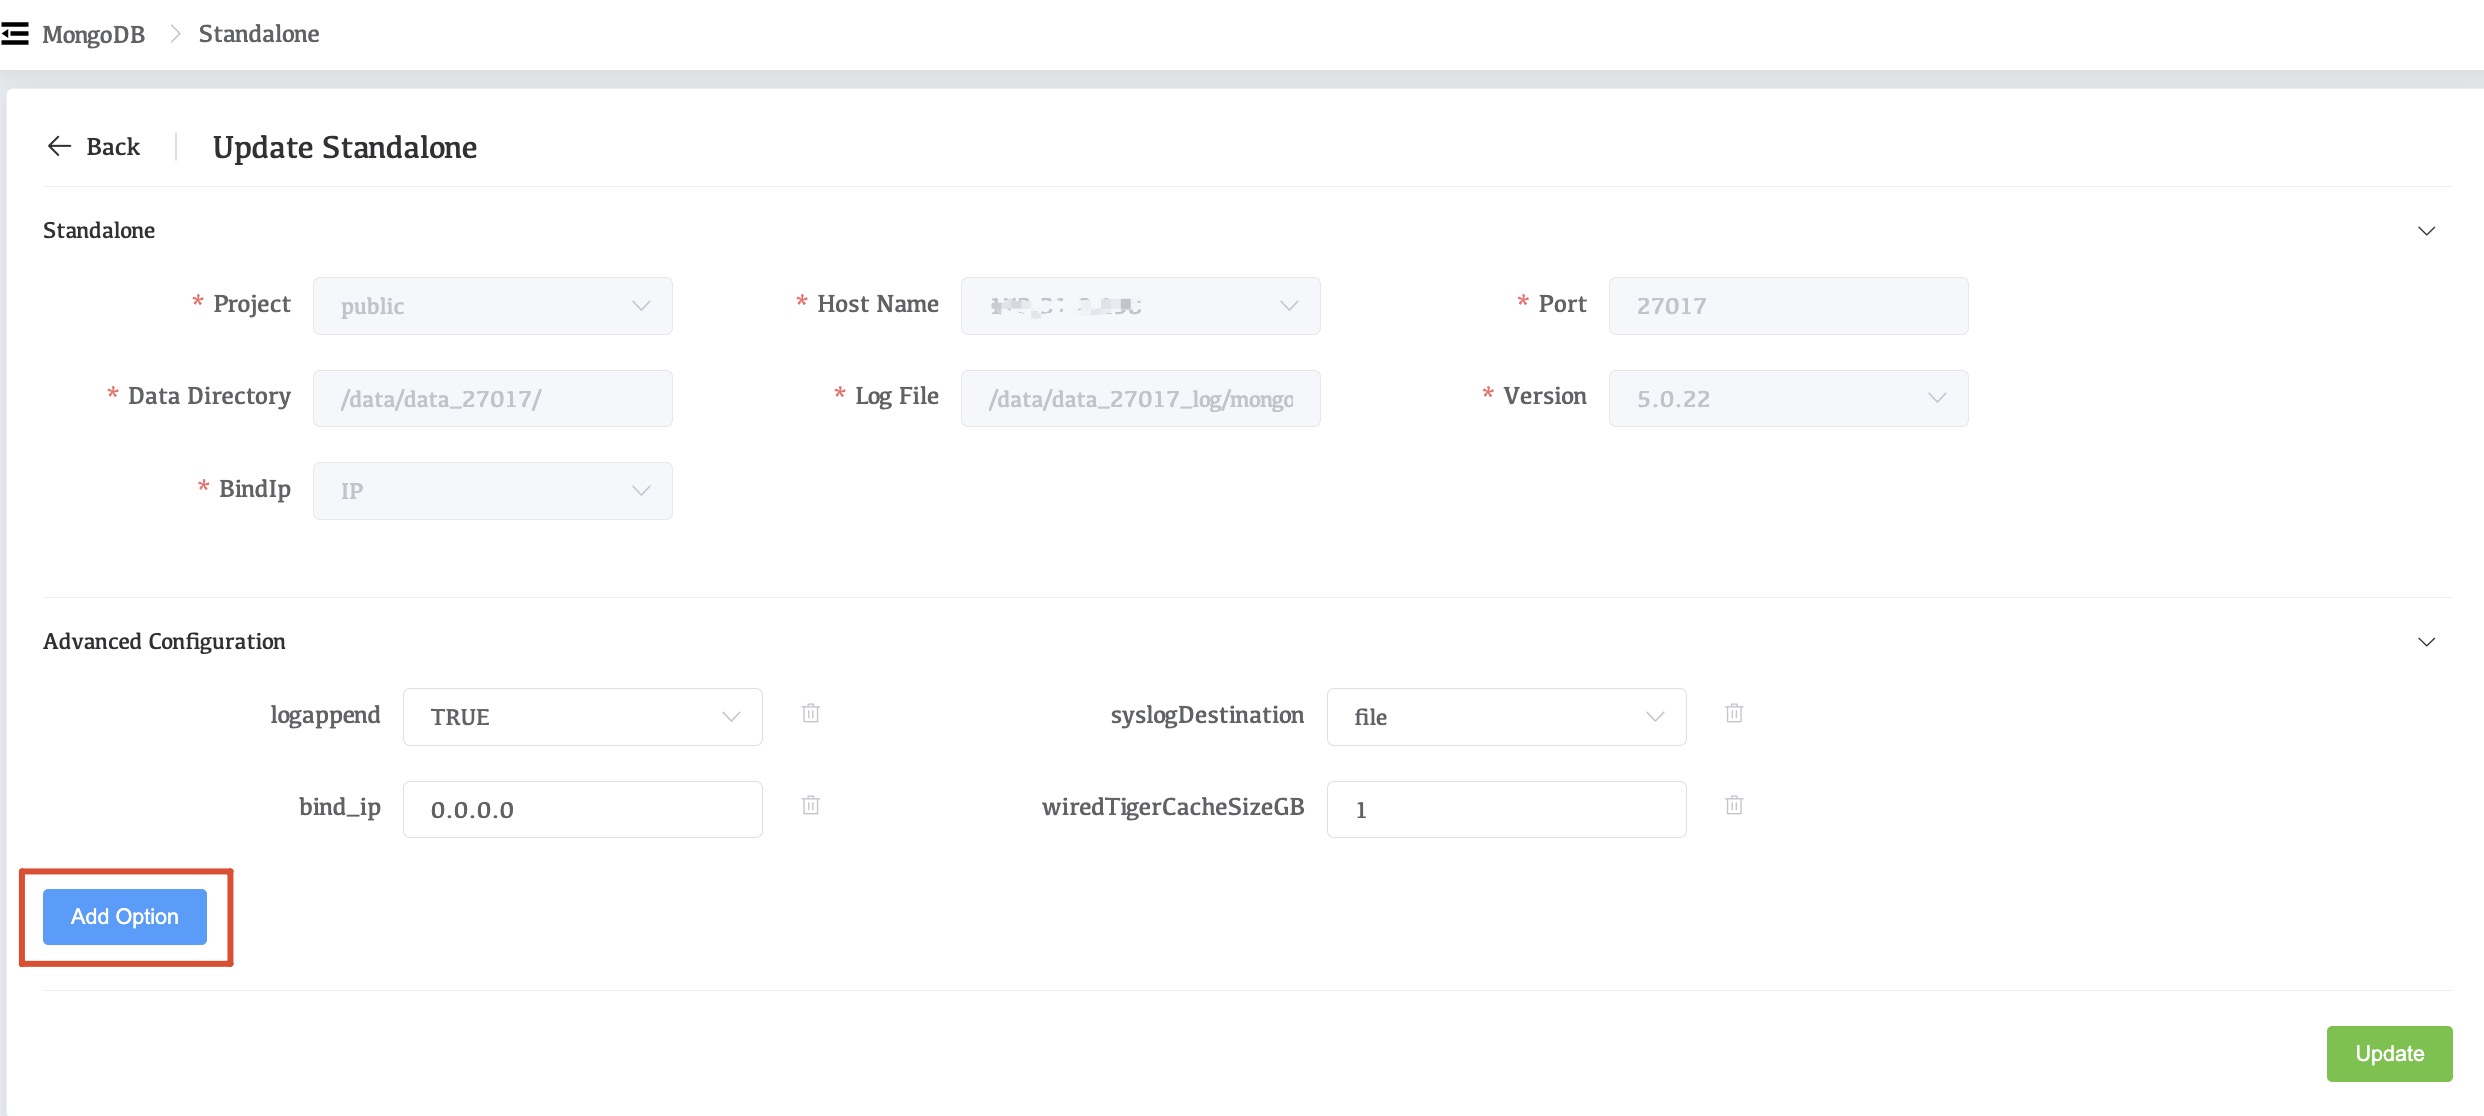 MongoDB > Standalone
Back Update Standalone
Standalone
* Project public * Host Name * Port 27017
* Data Directory /data/data_27017/ * Log File /data/data_27017_log/mongo * Version 5.0.22
* BindIp IP
Advanced Configuration
logappend TRUE syslogDestination file
bind_ip 0.0.0.0 wiredTigerCacheSizeGB 1
Add Option
Update